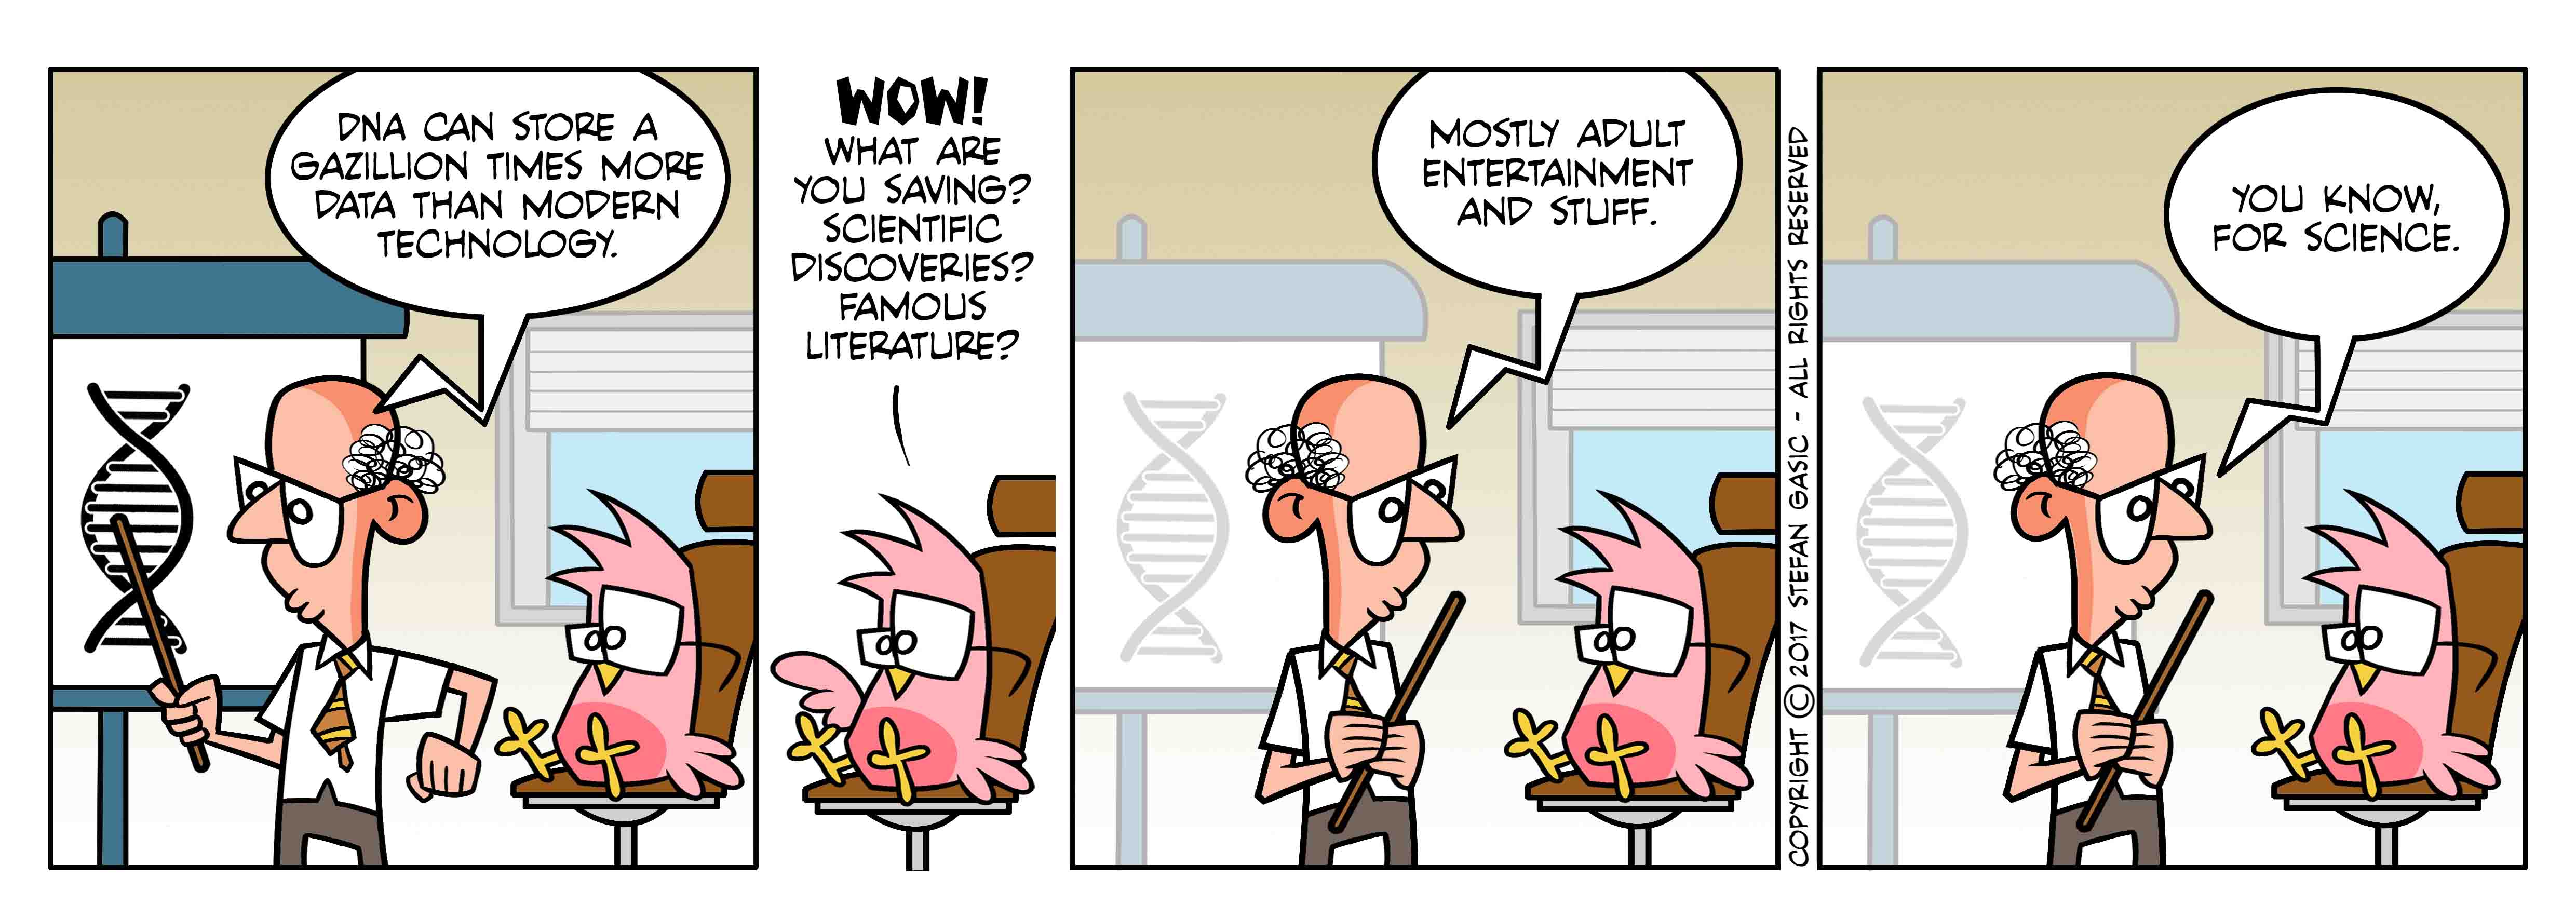 DNA CAN STORE A
GAZILLION TIMES MORE
DATA THAN MODERN
TECHNOLOGY.
WOW!
WHAT ARE
YOU SAVING?
SCIENTIFIC
DISCOVERIES?
FAMOUS
LITERATURE?
MOSTLY ADULT
ENTERTAINMENT
AND STUFF.
COPYRIGHT © 2017 STEFAN GASIC - ALL RIGHTS RESERVED
YOU KNOW,
FOR SCIENCE.